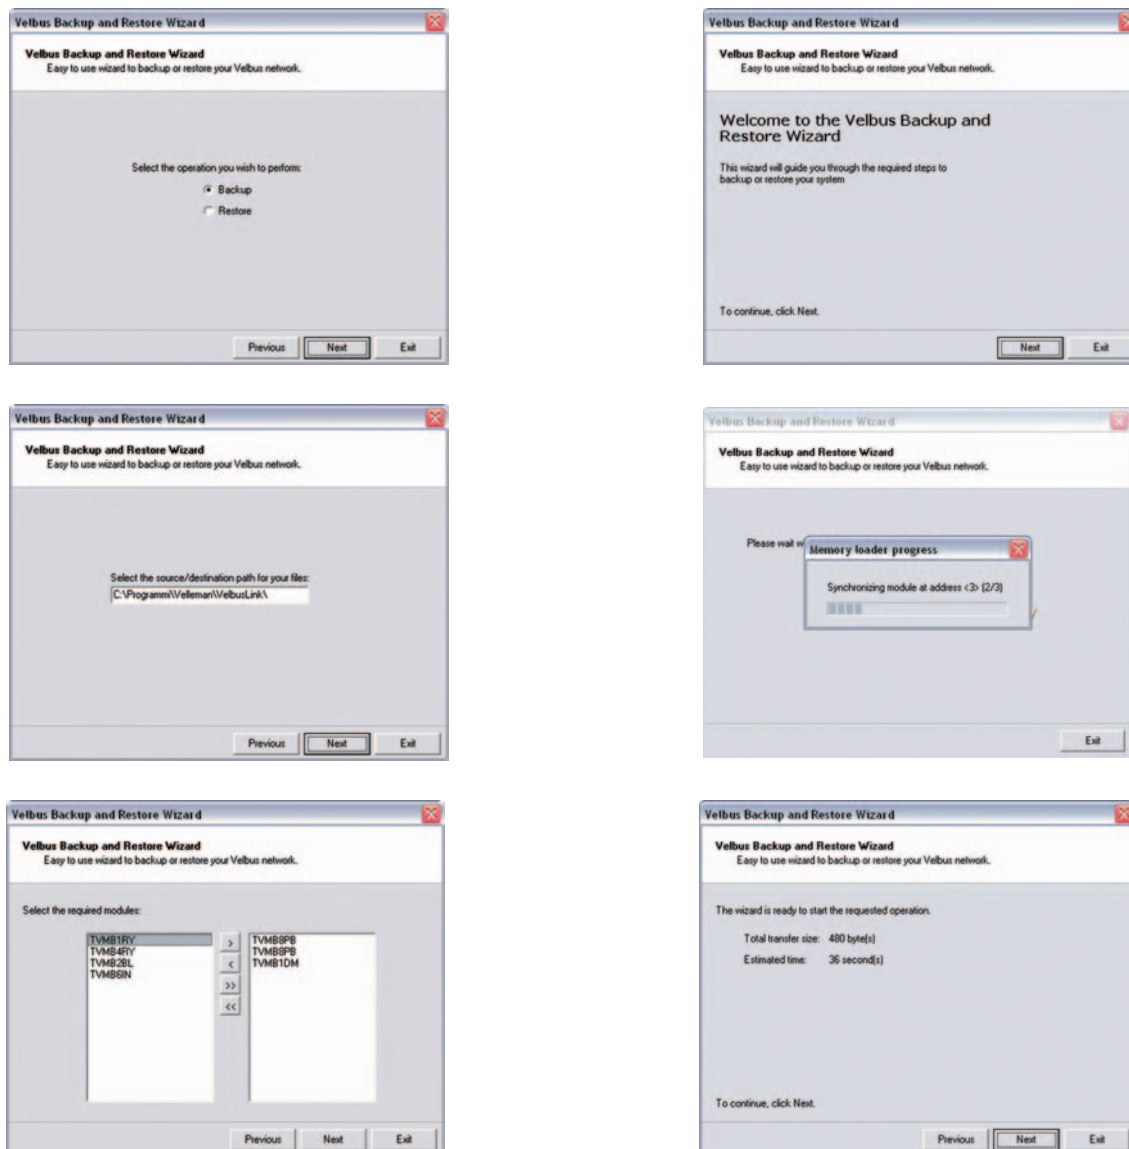 Velbus Backup and Restore Wizard
Velbus Backup and Restore Wizard
Easy to use wizard to backup or restore your Velbus network.
Select the operation you wish to perform:
Backup
Restore
Previous
Next
Exit
Velbus Backup and Restore Wizard
Velbus Backup and Restore Wizard
Easy to use wizard to backup or restore your Velbus network.
Welcome to the Velbus Backup and
Restore Wizard
This wizard will guide you through the required steps to
backup or restore your system
To continue, click Next.
Next
Exit
Velbus Backup and Restore Wizard
Velbus Backup and Restore Wizard
Easy to use wizard to backup or restore your Velbus network.
Select the source/destination path for your files:
C:\Programmi\Velleman\VelbusLink\
Previous
Next
Exit
Velbus Backup and Restore Wizard
Velbus Backup and Restore Wizard
Easy to use wizard to backup or restore your Velbus network.
Please wait w
Memory loader progress
Synchronizing module at address <3> (2/3)
Exit
Velbus Backup and Restore Wizard
Velbus Backup and Restore Wizard
Easy to use wizard to backup or restore your Velbus network.
Select the required modules:
TVMB1RY
TVMB4RY
TVMB2BL
TVMB6IN
>
<
>>
<<
TVMB8PB
TVMB8PB
TVMB1DM
Previous
Next
Exit
Velbus Backup and Restore Wizard
Velbus Backup and Restore Wizard
Easy to use wizard to backup or restore your Velbus network.
The wizard is ready to start the requested operation.
Total transfer size: 480 byte(s)
Estimated time: 36 second(s)
To continue, click Next.
Previous
Next
Exit